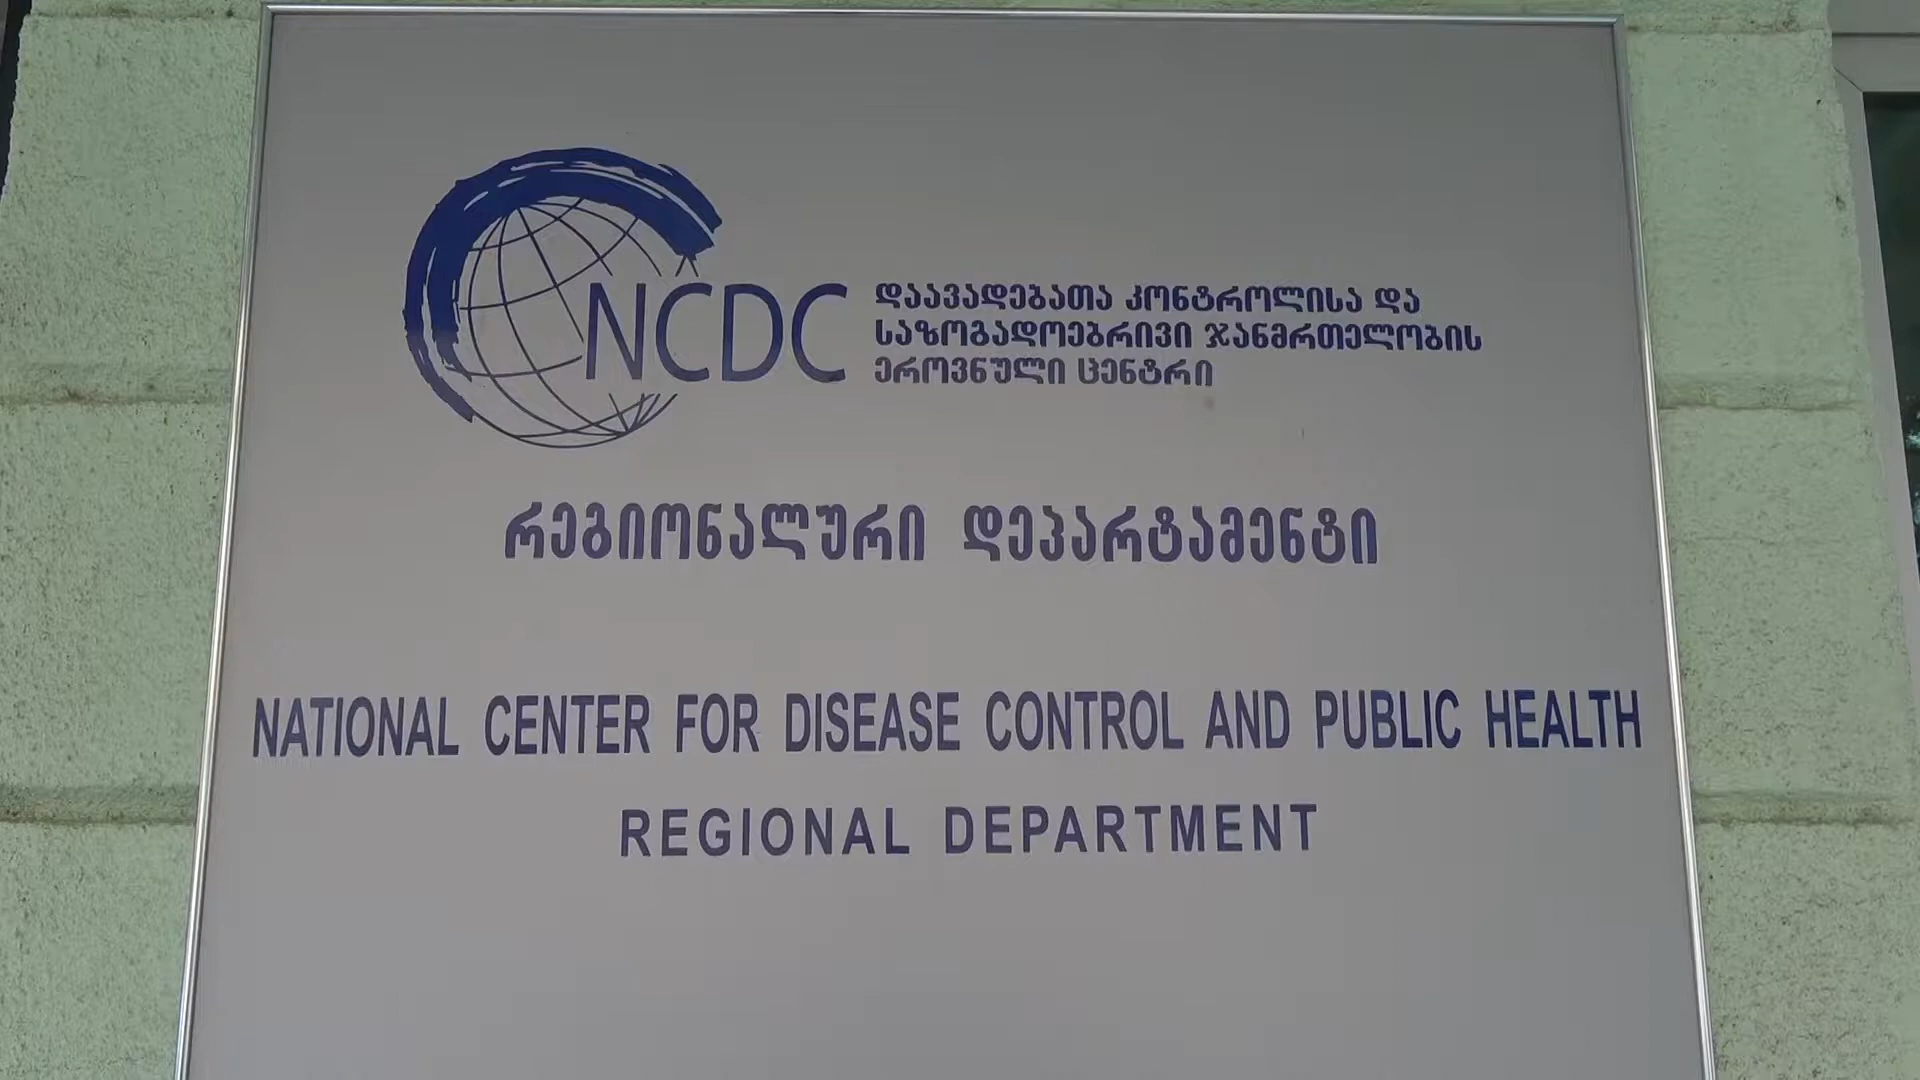 NCDC
დაავადებათა კონტროლისა და
საზოგადოებრივი ჯანმრთელობის
ეროვნული ცენტრი
რეგიონალური დეპარტამენტი
NATIONAL CENTER FOR DISEASE CONTROL AND PUBLIC HEALTH
REGIONAL DEPARTMENT